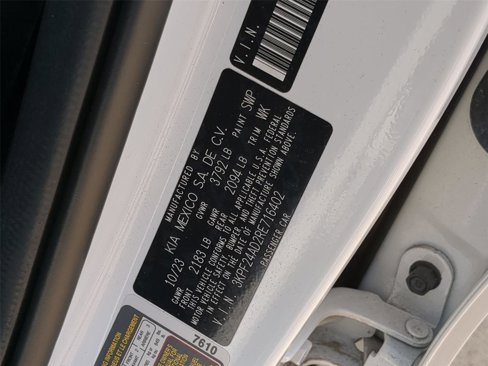 V.I.N.
MANUFACTURED BY
10/23 KIA MEXICO S.A. DE C.V.
GVWR 3792 LB PAINT SWP
GAWR FRONT 2183 LB GAWR REAR 2094 LB TRIM WK
THIS VEHICLE CONFORMS TO ALL APPLICABLE U.S.A. FEDERAL
MOTOR VEHICLE SAFETY, BUMPER, AND THEFT PREVENTION STANDARDS
IN EFFECT ON THE DATE OF MANUFACTURE SHOWN ABOVE.
V.I.N. 3KPF24AD2RE716402
PASSENGER CAR
7610